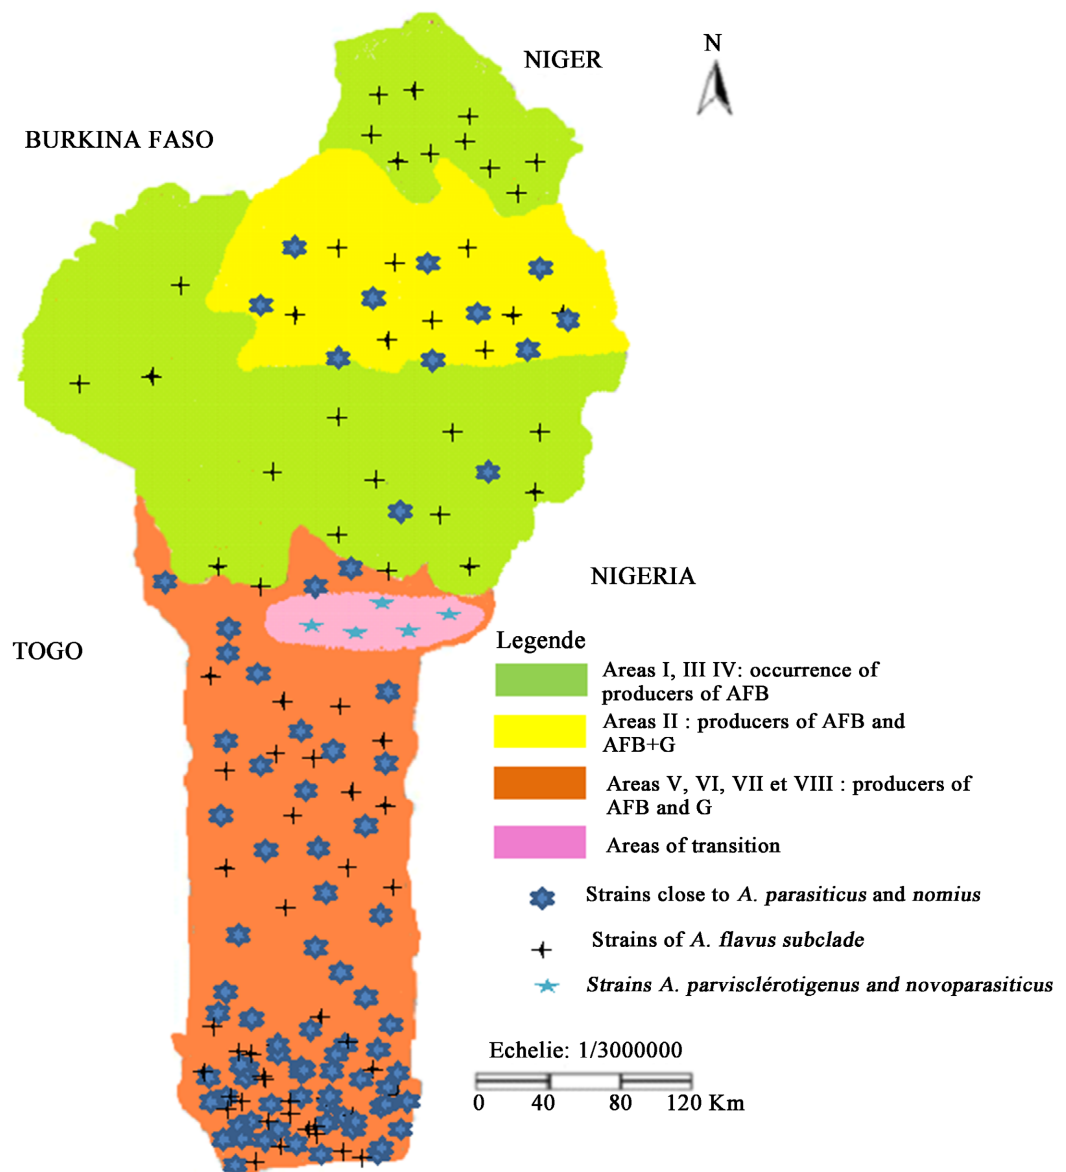 NIGER
N
BURKINA FASO
NIGERIA
TOGO
Legende
Areas I, III IV: occurrence of
producers of AFB
Areas II : producers of AFB and
AFB+G
Areas V, VI, VII et VIII : producers of
AFB and G
Areas of transition
Strains close to A. parasiticus and nomius
Strains of A. flavus subclade
Strains A. parvisclérotigenus and novoparasiticus
Echelie: 1/3000000
0 40 80 120 Km